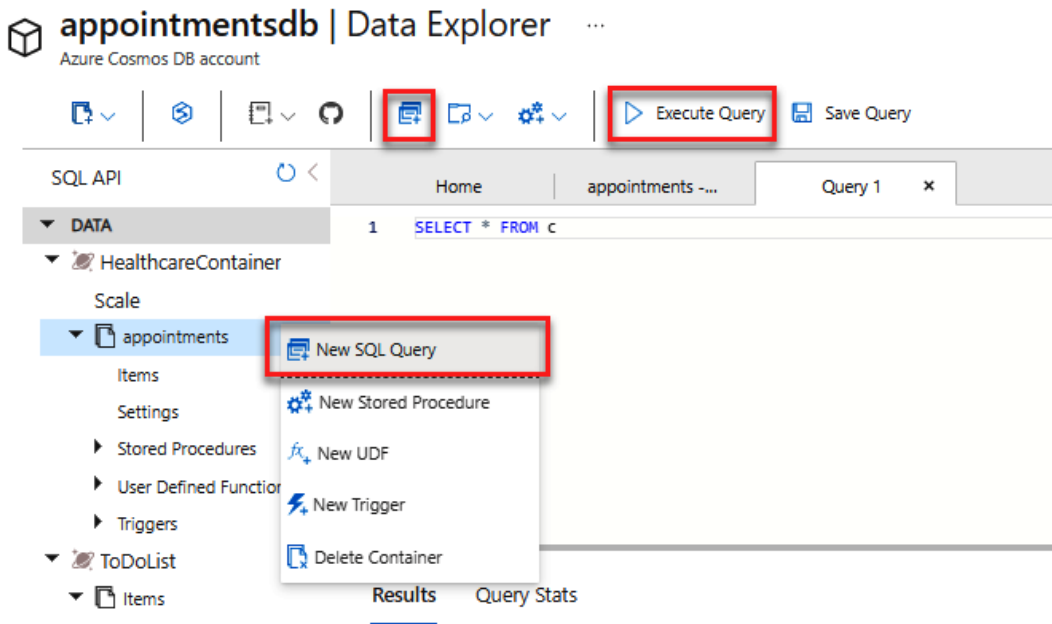 appointmentsdb | Data Explorer ...
Azure Cosmos DB account
Execute Query
Save Query
SQL API
Home
appointments -...
Query 1
DATA
1 SELECT * FROM c
HealthcareContainer
Scale
appointments
New SQL Query
Items
New Stored Procedure
Settings
Stored Procedures
New UDF
User Defined Function
New Trigger
Triggers
Delete Container
ToDoList
Items
Results
Query Stats